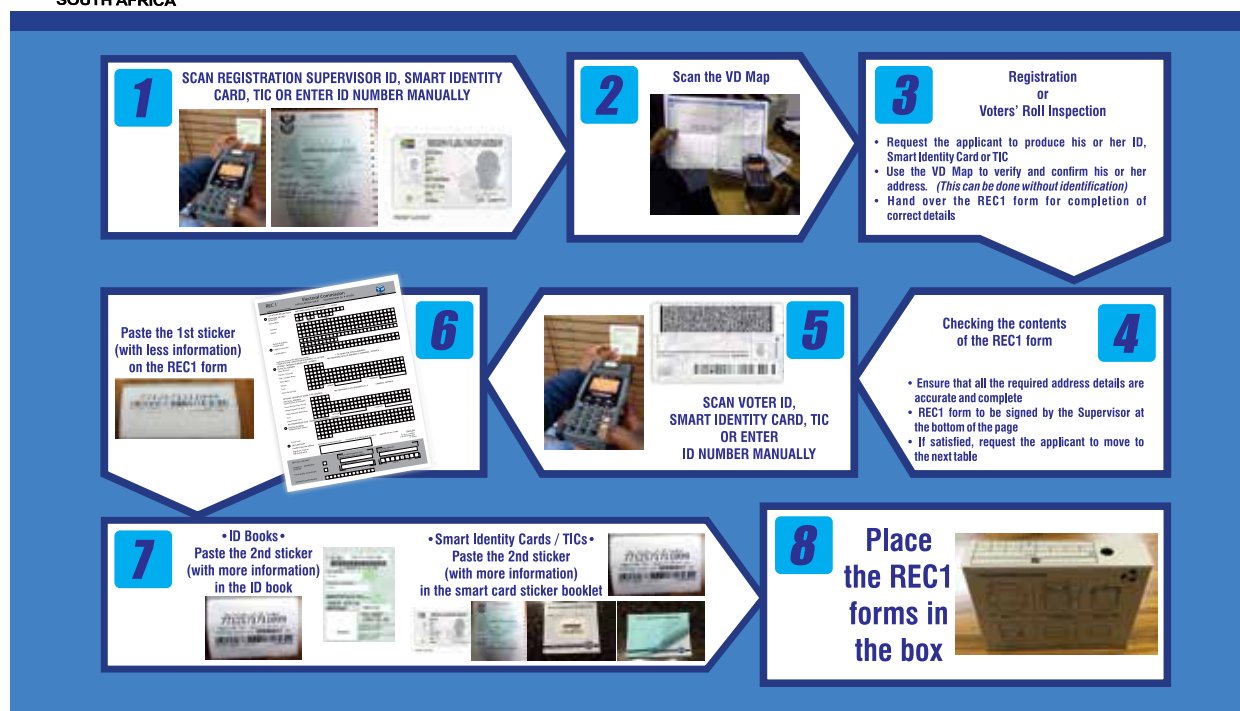 SOUTH AFRICA
1
SCAN REGISTRATION SUPERVISOR ID, SMART IDENTITY
CARD, TIC OR ENTER ID NUMBER MANUALLY
2
Scan the VD Map
3
Registration
or
Voters' Roll Inspection
• Request the applicant to produce his or her ID,
Smart Identity Card or TIC
• Use the VD Map to verify and confirm his or her
address. (This can be done without identification)
• Hand over the REC1 form for completion of
correct details
4
Checking the contents
of the REC1 form
• Ensure that all the required address details are
accurate and complete
• REC1 form to be signed by the Supervisor at
the bottom of the page
• If satisfied, request the applicant to move to
the next table
5
SCAN VOTER ID,
SMART IDENTITY CARD, TIC
OR ENTER
ID NUMBER MANUALLY
6
Paste the 1st sticker
(with less information)
on the REC1 form
REC 1
Electoral Commission
7
• ID Books •
Paste the 2nd sticker
(with more information)
in the ID book
• Smart Identity Cards / TICs •
Paste the 2nd sticker
(with more information)
in the smart card sticker booklet
8
Place
the REC1
forms in
the box